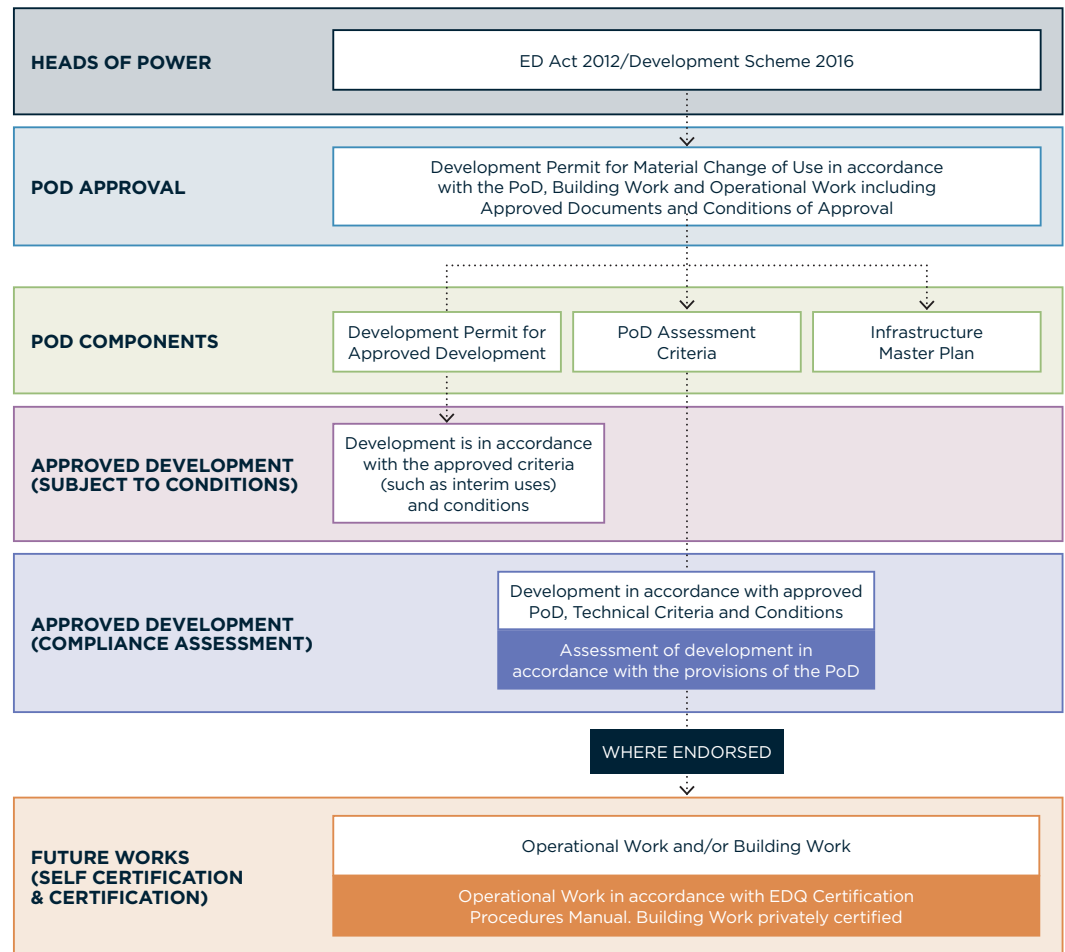 HEADS OF POWER
ED Act 2012/Development Scheme 2016
POD APPROVAL
Development Permit for Material Change of Use in accordance
with the PoD, Building Work and Operational Work including
Approved Documents and Conditions of Approval
POD COMPONENTS
Development Permit for
Approved Development
PoD Assessment
Criteria
Infrastructure
Master Plan
APPROVED DEVELOPMENT
(SUBJECT TO CONDITIONS)
Development is in accordance
with the approved criteria
(such as interim uses)
and conditions
APPROVED DEVELOPMENT
(COMPLIANCE ASSESSMENT)
Development in accordance with approved
PoD, Technical Criteria and Conditions
Assessment of development in
accordance with the provisions of the PoD
WHERE ENDORSED
FUTURE WORKS
(SELF CERTIFICATION
& CERTIFICATION)
Operational Work and/or Building Work
Operational Work in accordance with EDQ Certification
Procedures Manual. Building Work privately certified